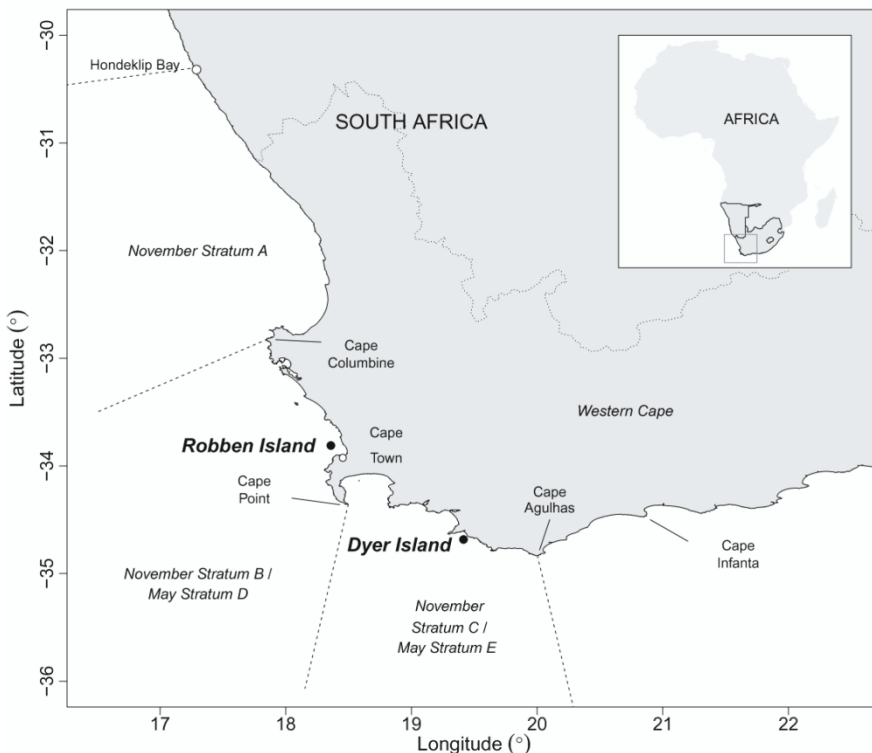 −30
−31
−32
−33
−34
−35
−36
Latitude (°)
Hondeklip Bay
SOUTH AFRICA
AFRICA
November Stratum A
Cape
Columbine
Western Cape
Robben Island
Cape
Town
Cape
Point
Cape
Agulhas
Dyer Island
Cape
Infanta
November Stratum B /
May Stratum D
November
Stratum C /
May Stratum E
17
18
19
20
21
22
Longitude (°)